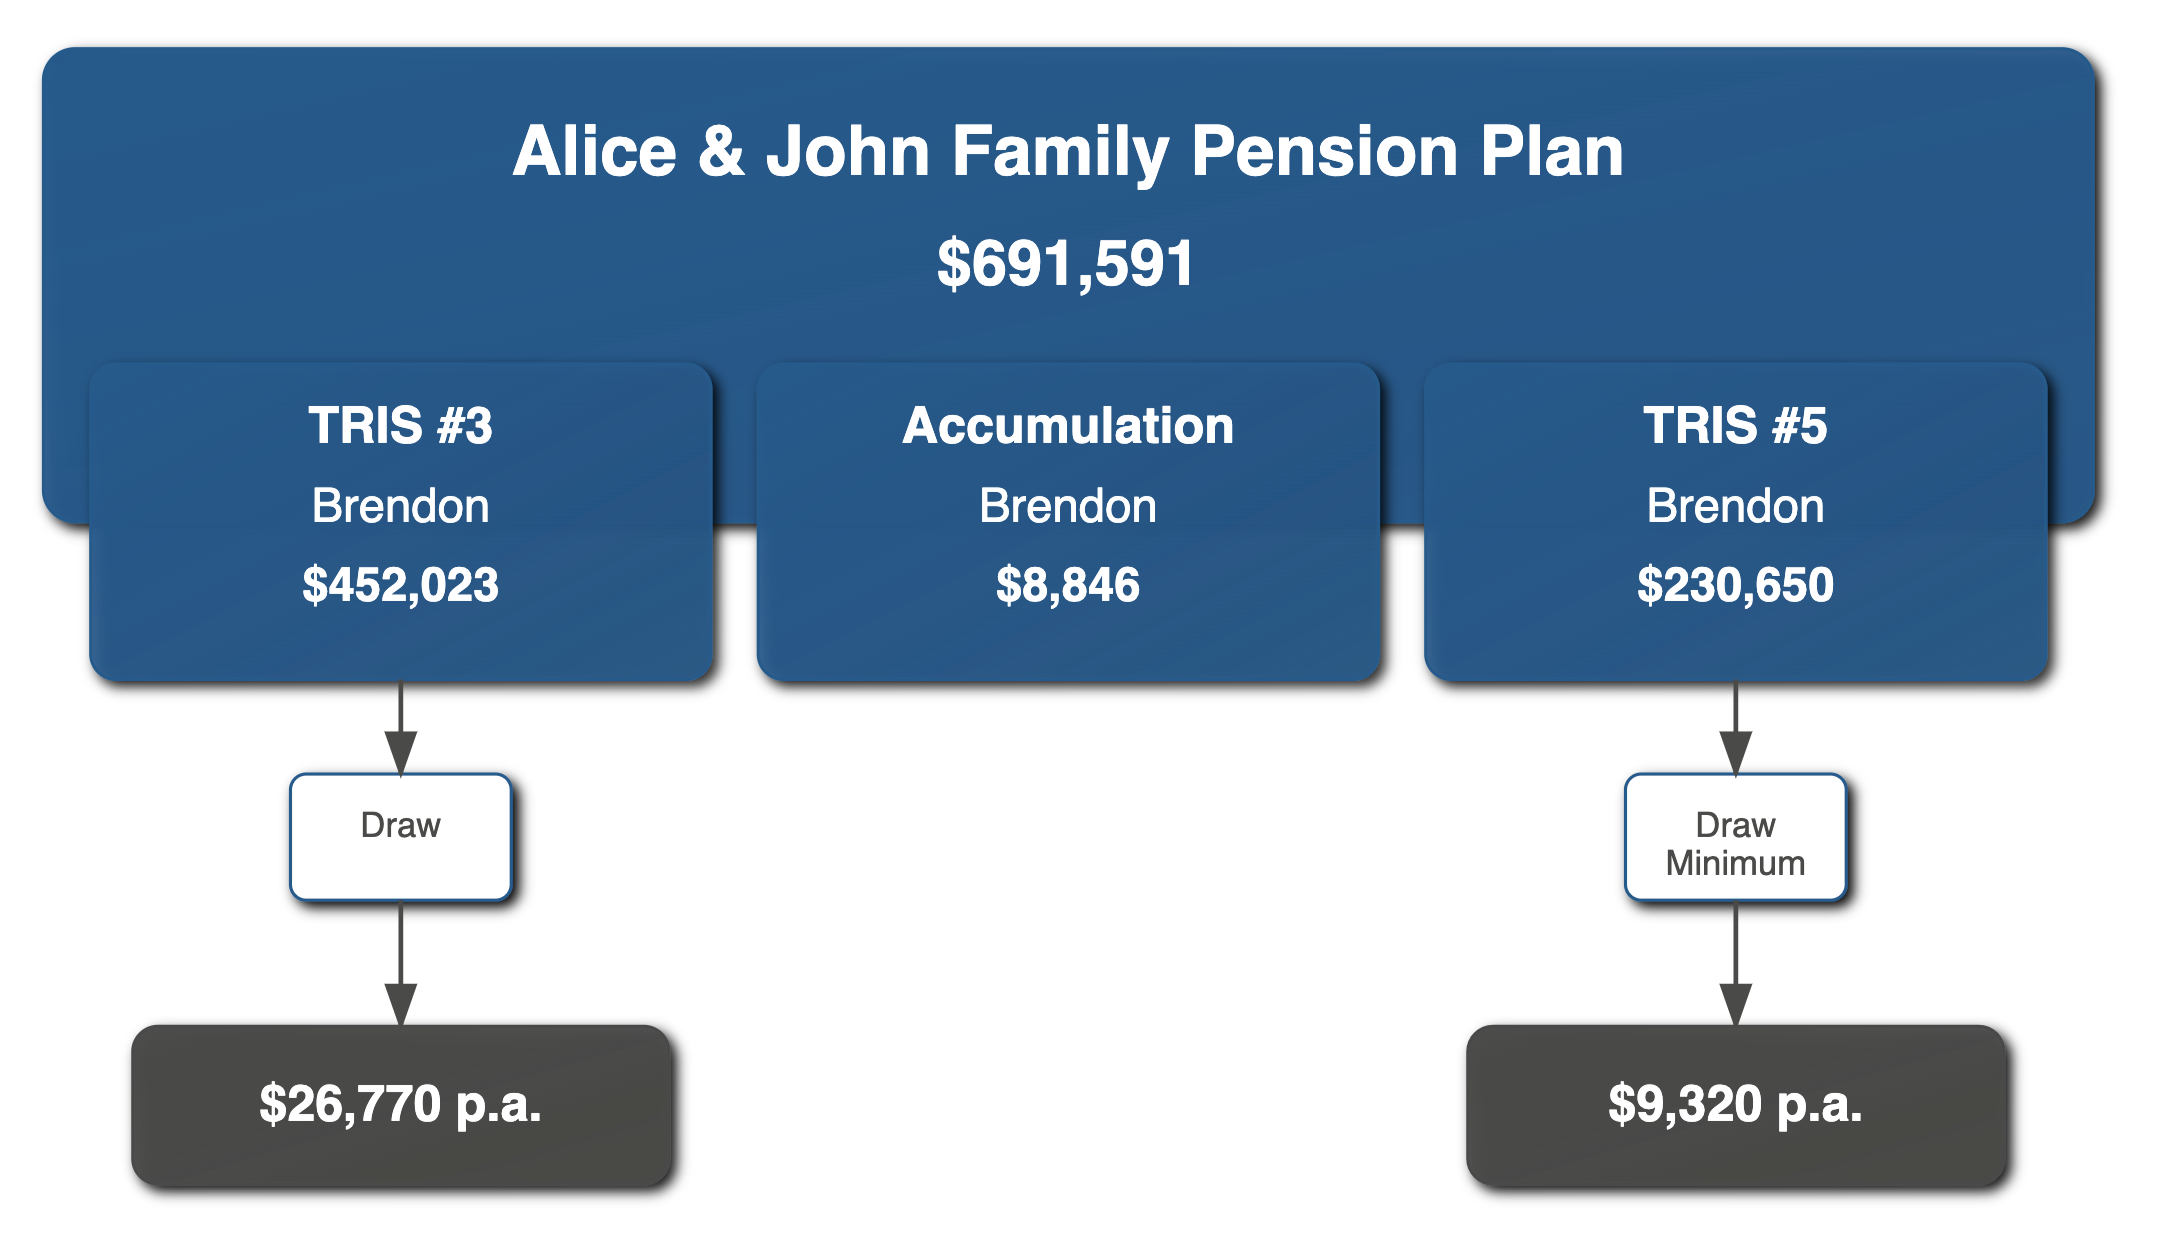 Alice & John Family Pension Plan
$691,591
TRIS #3
Brendon
$452,023
Accumulation
Brendon
$8,846
TRIS #5
Brendon
$230,650
Draw
Draw
Minimum
$26,770 p.a.
$9,320 p.a.